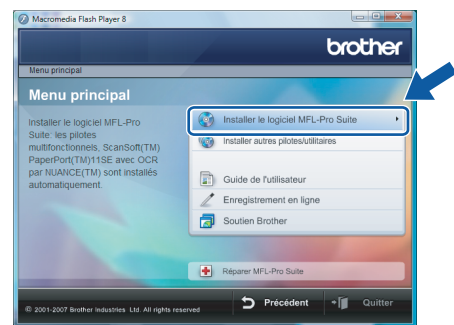 Macromedia Flash Player 8
brother
Menu principal
Menu principal
Installer le logiciel MFL-Pro
Suite: les pilotes
multifonctionnels, ScanSoft(TM)
PaperPort(TM)11SE avec OCR
par NUANCE(TM) sont installés
automatiquement.
Installer le logiciel MFL-Pro Suite
Installer autres pilotes/utilitaires
Guide de l'utilisateur
Enregistrement en ligne
Soutien Brother
Réparer MFL-Pro Suite
© 2001-2007 Brother Industries Ltd. All rights reserved
Précédent
Quitter